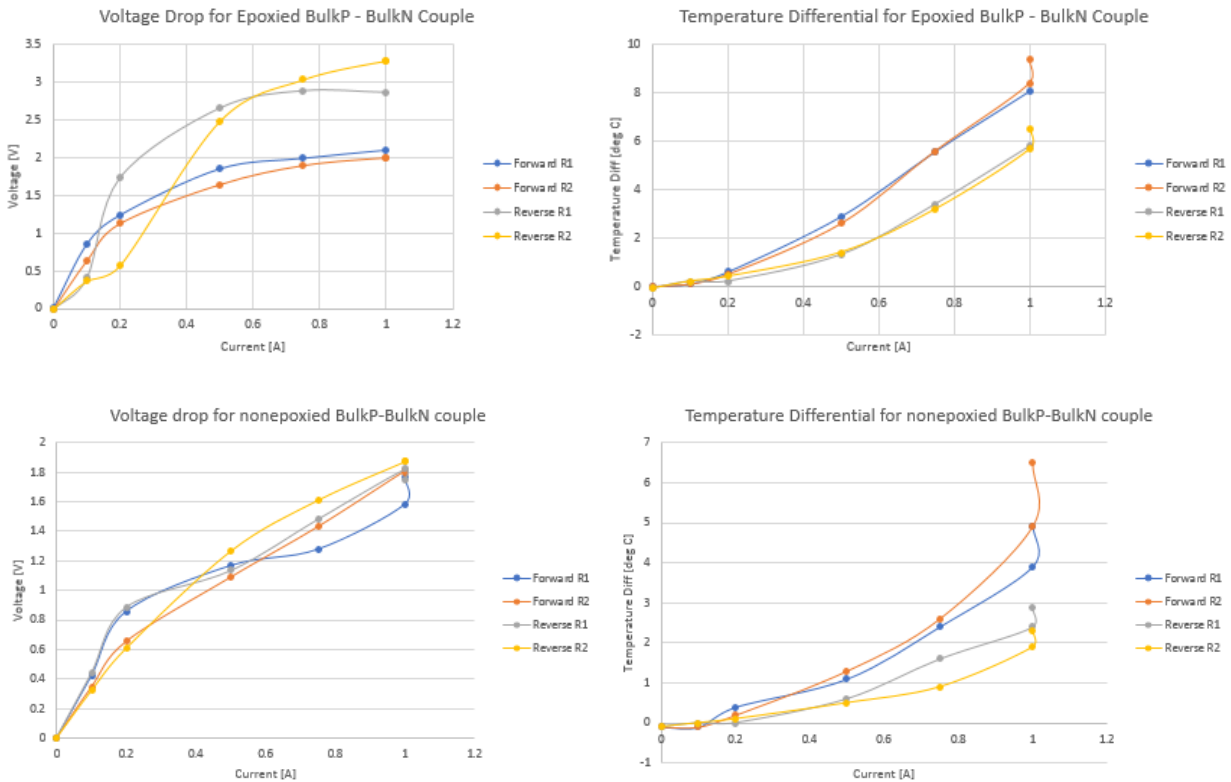 Voltage Drop for Epoxied BulkP - BulkN Couple
3.5
3
2.5
2
1.5
1
0.5
0
Voltage [V]
0 0.2 0.4 0.6 0.8 1 1.2
Current [A]
Forward R1
Forward R2
Reverse R1
Reverse R2
Temperature Differential for Epoxied BulkP - BulkN Couple
10
8
6
4
2
0
-2
Temperature Diff [deg C]
0 0.2 0.4 0.6 0.8 1 1.2
Current [A]
Forward R1
Forward R2
Reverse R1
Reverse R2
Voltage drop for nonepoxied BulkP-BulkN couple
2
1.8
1.6
1.4
1.2
1
0.8
0.6
0.4
0.2
0
Voltage [V]
0 0.2 0.4 0.6 0.8 1 1.2
Current [A]
Forward R1
Forward R2
Reverse R1
Reverse R2
Temperature Differential for nonepoxied BulkP-BulkN couple
7
6
5
4
3
2
1
0
-1
Temperature Diff [deg C]
0 0.2 0.4 0.6 0.8 1 1.2
Current [A]
Forward R1
Forward R2
Reverse R1
Reverse R2